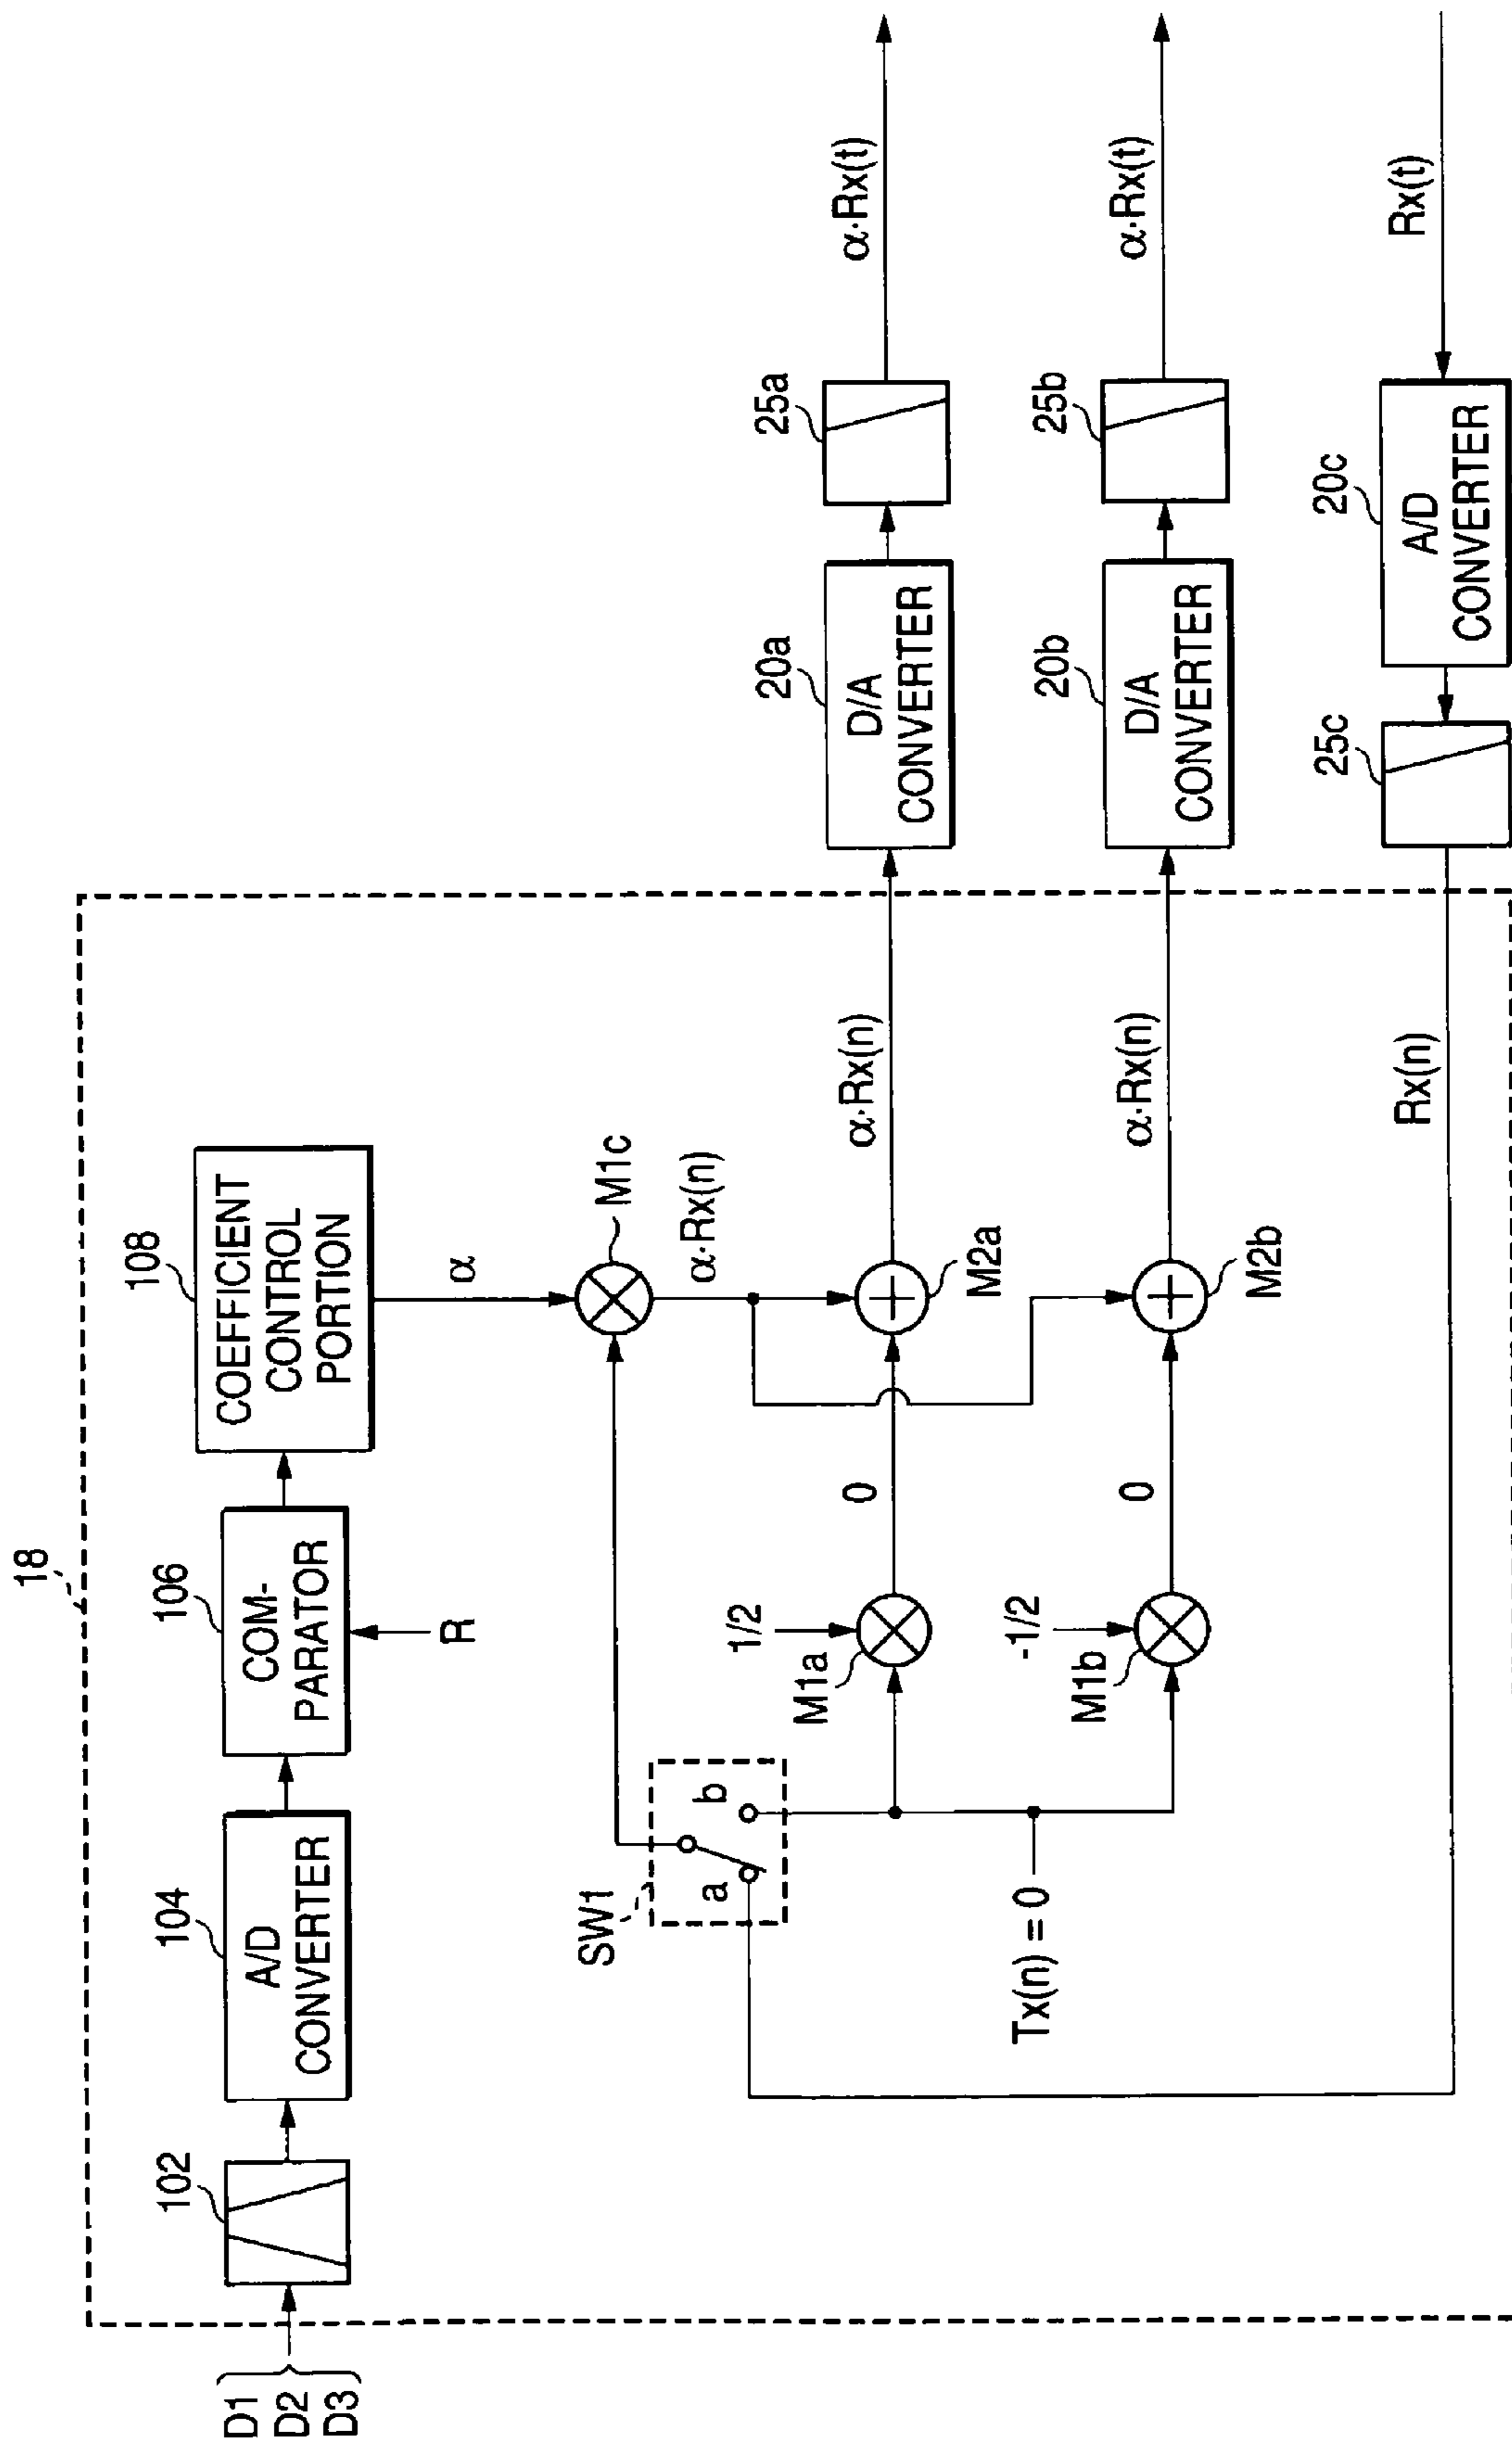 18
D1
D2
D3
102
104
A/D
CONVERTER
106
COM-
PARATOR
R
108
COEFFICIENT
CONTROL
PORTION
α
M1c
α·Rx(n)
SW1
a
b
1/2
M1a
0
M2a
α·Rx(n)
20a
D/A
CONVERTER
25a
α·Rx(t)
Tx(n) = 0
-1/2
M1b
0
M2b
α·Rx(n)
20b
D/A
CONVERTER
25b
α·Rx(t)
Rx(n)
25c
20c
A/D
CONVERTER
Rx(t)